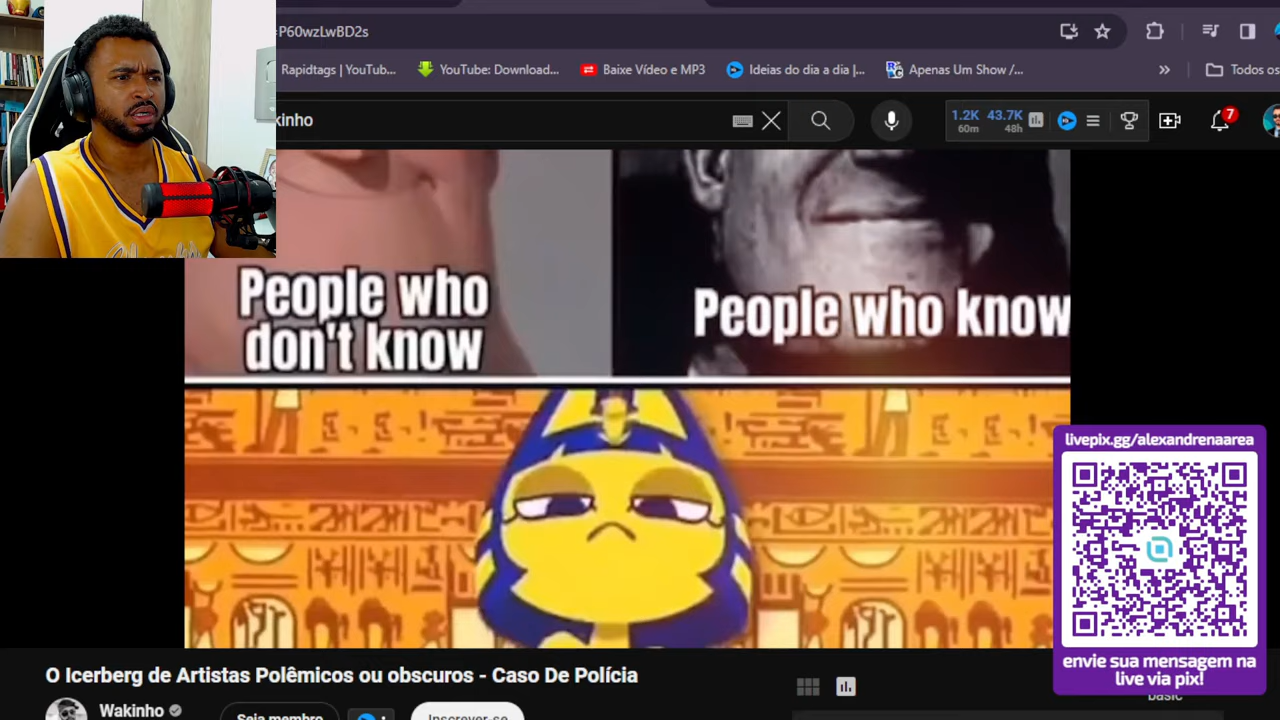 P60wzLwBD2s
Rapidtags | YouTub...
YouTube: Download...
Baixe Vídeo e MP3
Ideias do dia a dia |...
Apenas Um Show /...
»
Todos os
kinho
1.2K 43.7K
60m 48h
7
People who
don't know
People who know
livepix.gg/alexandrenaarea
envie sua mensagem na
live via pix!
O Icerberg de Artistas Polêmicos ou obscuros - Caso De Polícia
Wakinho
Seja membro
Inscrever-se